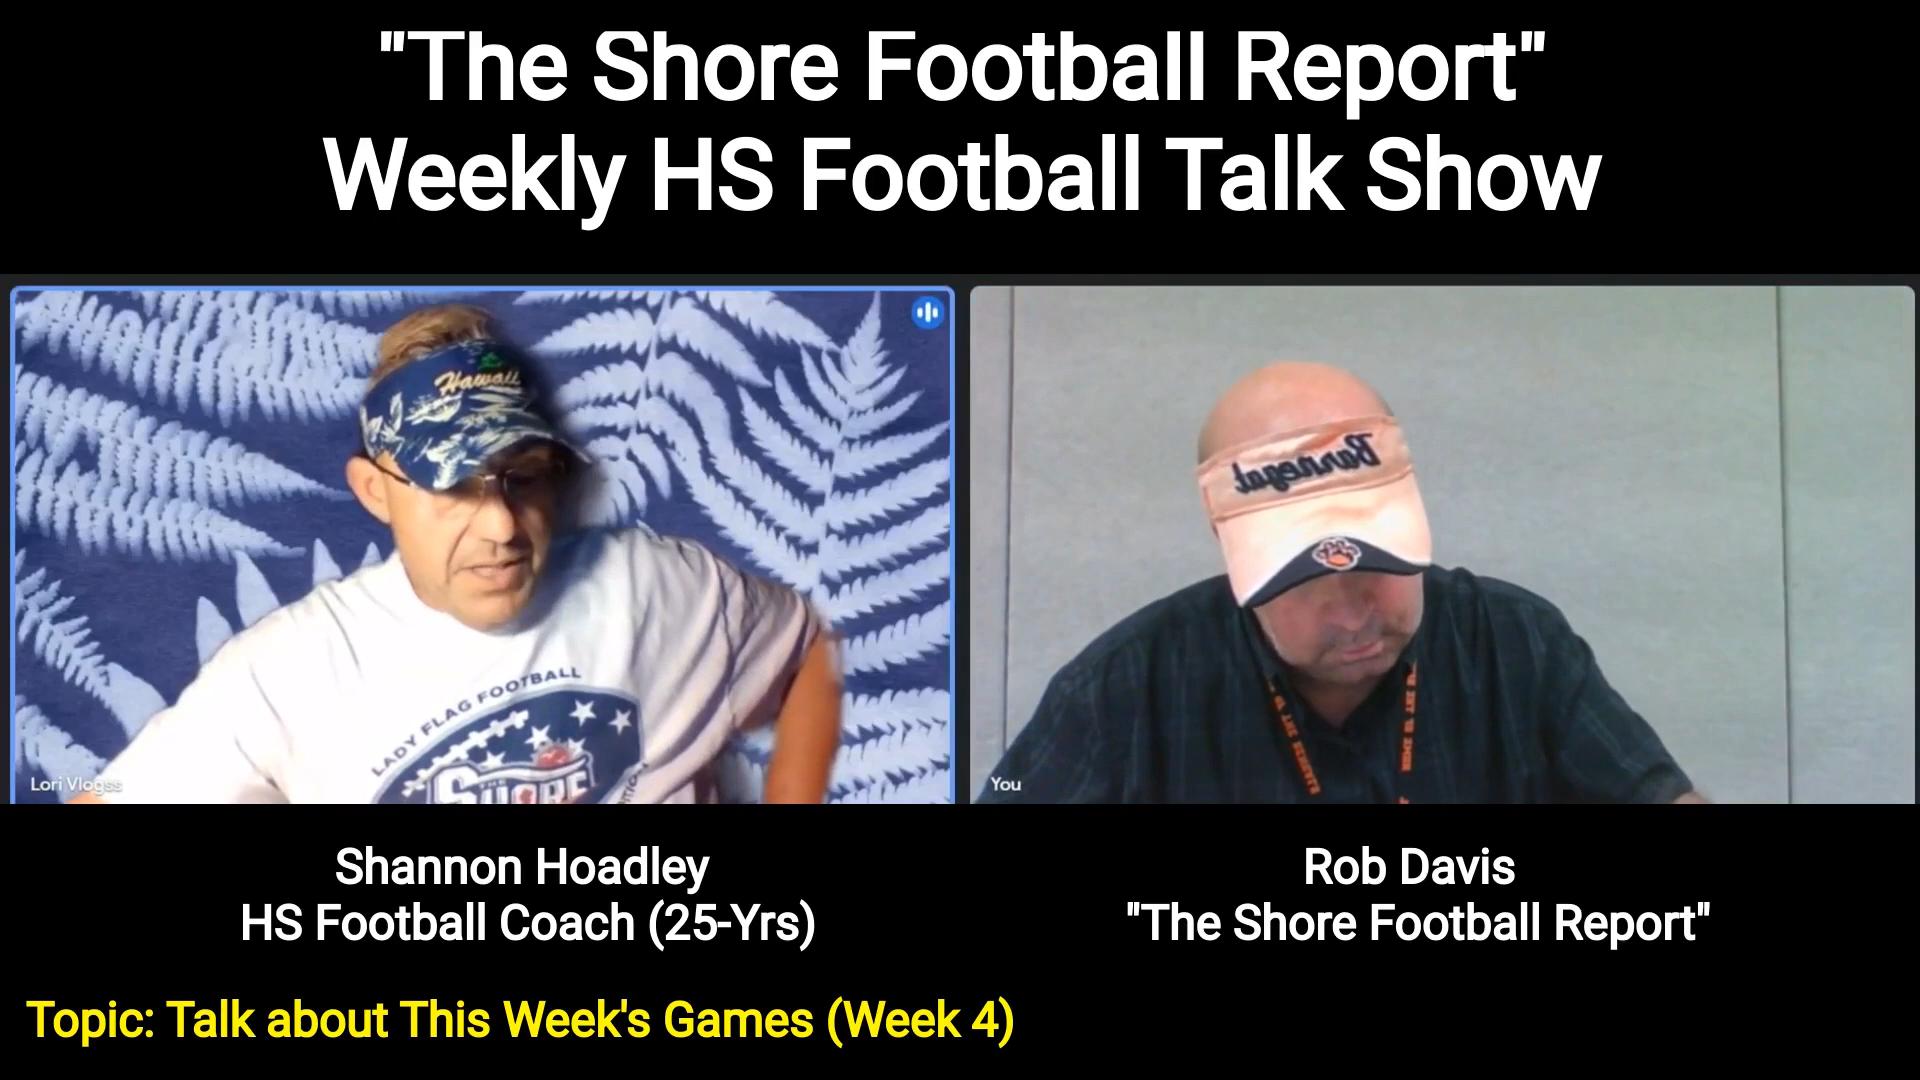 "The Shore Football Report"
Weekly HS Football Talk Show
Hawaii
Barnegat
LADY FLAG FOOTBALL
THE
SHORE
Lori Vlogss
You
Shannon Hoadley
HS Football Coach (25-Yrs)
Rob Davis
"The Shore Football Report"
Topic: Talk about This Week's Games (Week 4)